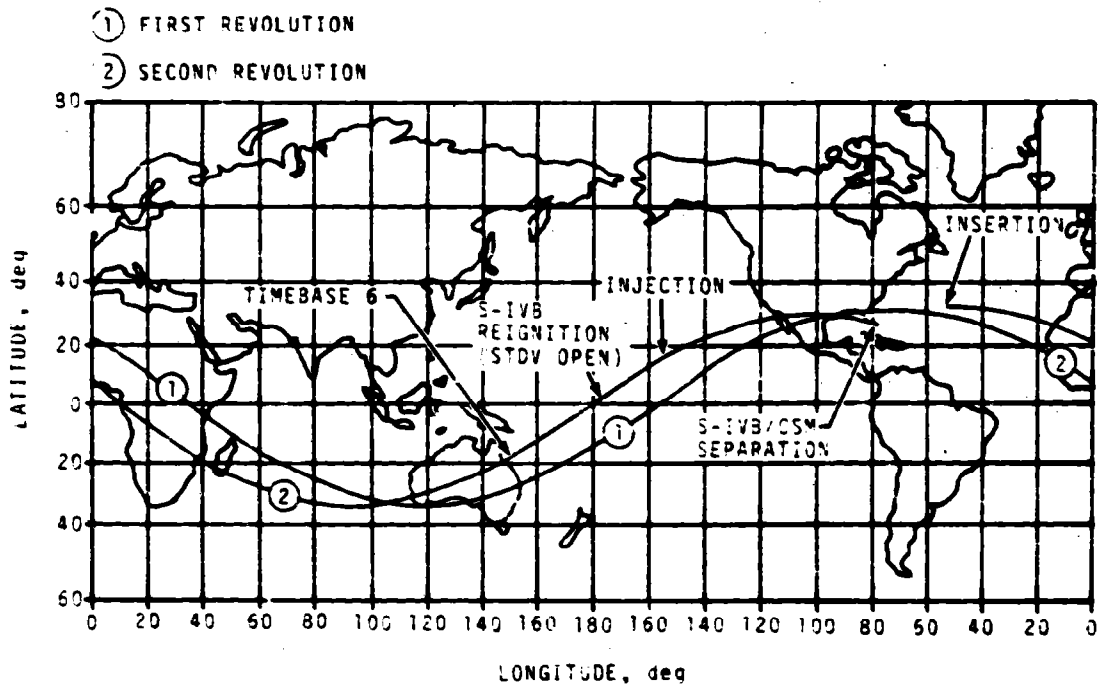 ① FIRST REVOLUTION
② SECOND REVOLUTION
80
60
40
20
0
20
40
60
LATITUDE, deg
INSERTION
INJECTION
TIMEBASE 6
S-IVB
REIGNITION
(STDV OPEN)
①
②
①
②
S-IVB/CSM
SEPARATION
0 20 40 60 80 100 120 140 160 180 160 140 120 100 80 60 40 20 0
LONGITUDE, deg